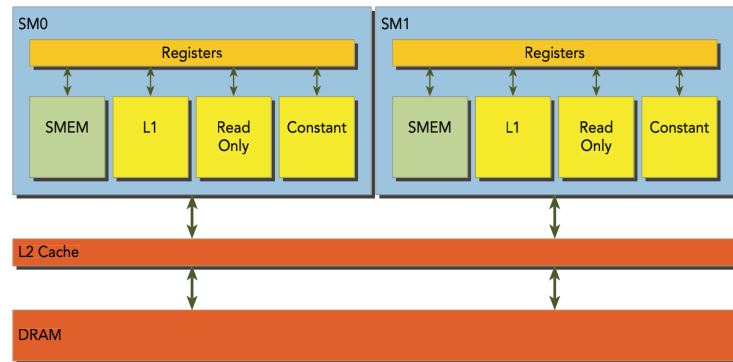 SM0
Registers
SMEM
L1
Read
Only
Constant
SM1
Registers
SMEM
L1
Read
Only
Constant
L2 Cache
DRAM